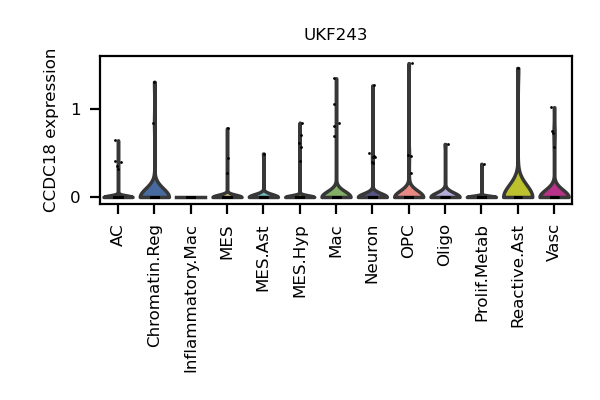 UKF243
CCDC18 expression
1
0
AC
Chromatin.Reg
Inflammatory.Mac
MES
MES.Ast
MES.Hyp
Mac
Neuron
OPC
Oligo
Prolif.Metab
Reactive.Ast
Vasc